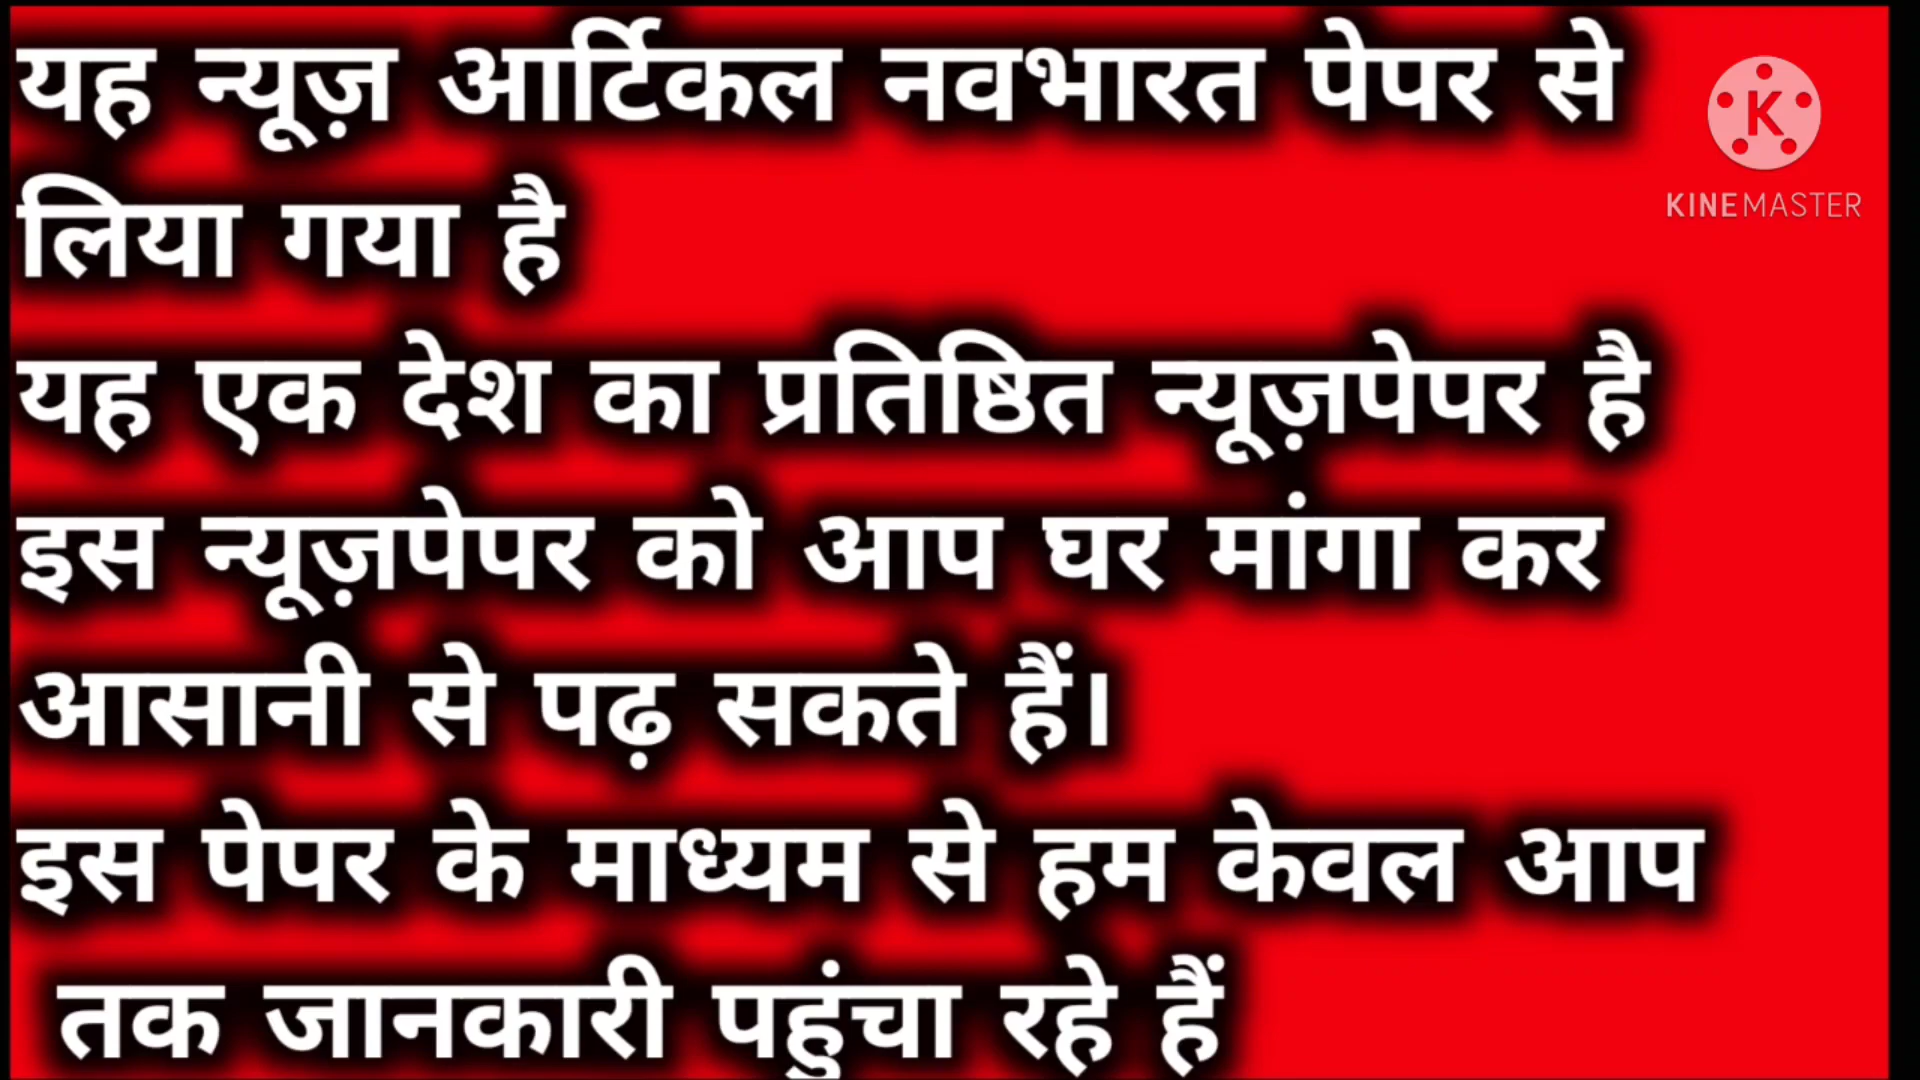 यह न्यूज़ आर्टिकल नवभारत पेपर से
लिया गया है
यह एक देश का प्रतिष्ठित न्यूज़पेपर है
इस न्यूज़पेपर को आप घर मांगा कर
आसानी से पढ़ सकते हैं।
इस पेपर के माध्यम से हम केवल आप
तक जानकारी पहुंचा रहे हैं
K
KINEMASTER